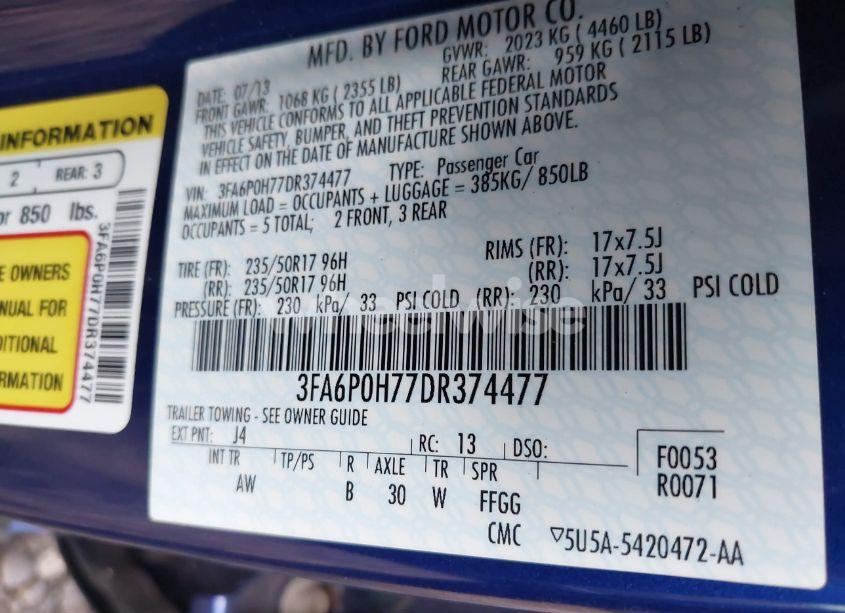 MFD. BY FORD MOTOR CO.
DATE: 07/13 GVWR: 2023 KG ( 4460 LB)
FRONT GAWR: 1068 KG ( 2355 LB) REAR GAWR: 959 KG ( 2115 LB)
THIS VEHICLE CONFORMS TO ALL APPLICABLE FEDERAL MOTOR
VEHICLE SAFETY, BUMPER, AND THEFT PREVENTION STANDARDS
IN EFFECT ON THE DATE OF MANUFACTURE SHOWN ABOVE.
VIN: 3FA6P0H77DR374477 TYPE: Passenger Car
MAXIMUM LOAD = OCCUPANTS + LUGGAGE = 385KG/ 850LB
OCCUPANTS = 5 TOTAL; 2 FRONT, 3 REAR
TIRE (FR): 235/50R17 96H RIMS (FR): 17x7.5J
(RR): 235/50R17 96H (RR): 17x7.5J
PRESSURE (FR): 230 kPa/ 33 PSI COLD (RR): 230 kPa/ 33 PSI COLD
wheelwise
3FA6P0H77DR374477
TRAILER TOWING - SEE OWNER GUIDE
EXT PNT: J4 RC: 13 DSO:
INT TR TP/PS R AXLE TR SPR F0053
AW B 30 W FFGG R0071
CMC ▽5U5A-5420472-AA
INFORMATION
2 REAR: 3
or 850 lbs.
E OWNERS
NUAL FOR
DITIONAL
RMATION
3FA6P0H77DR374477